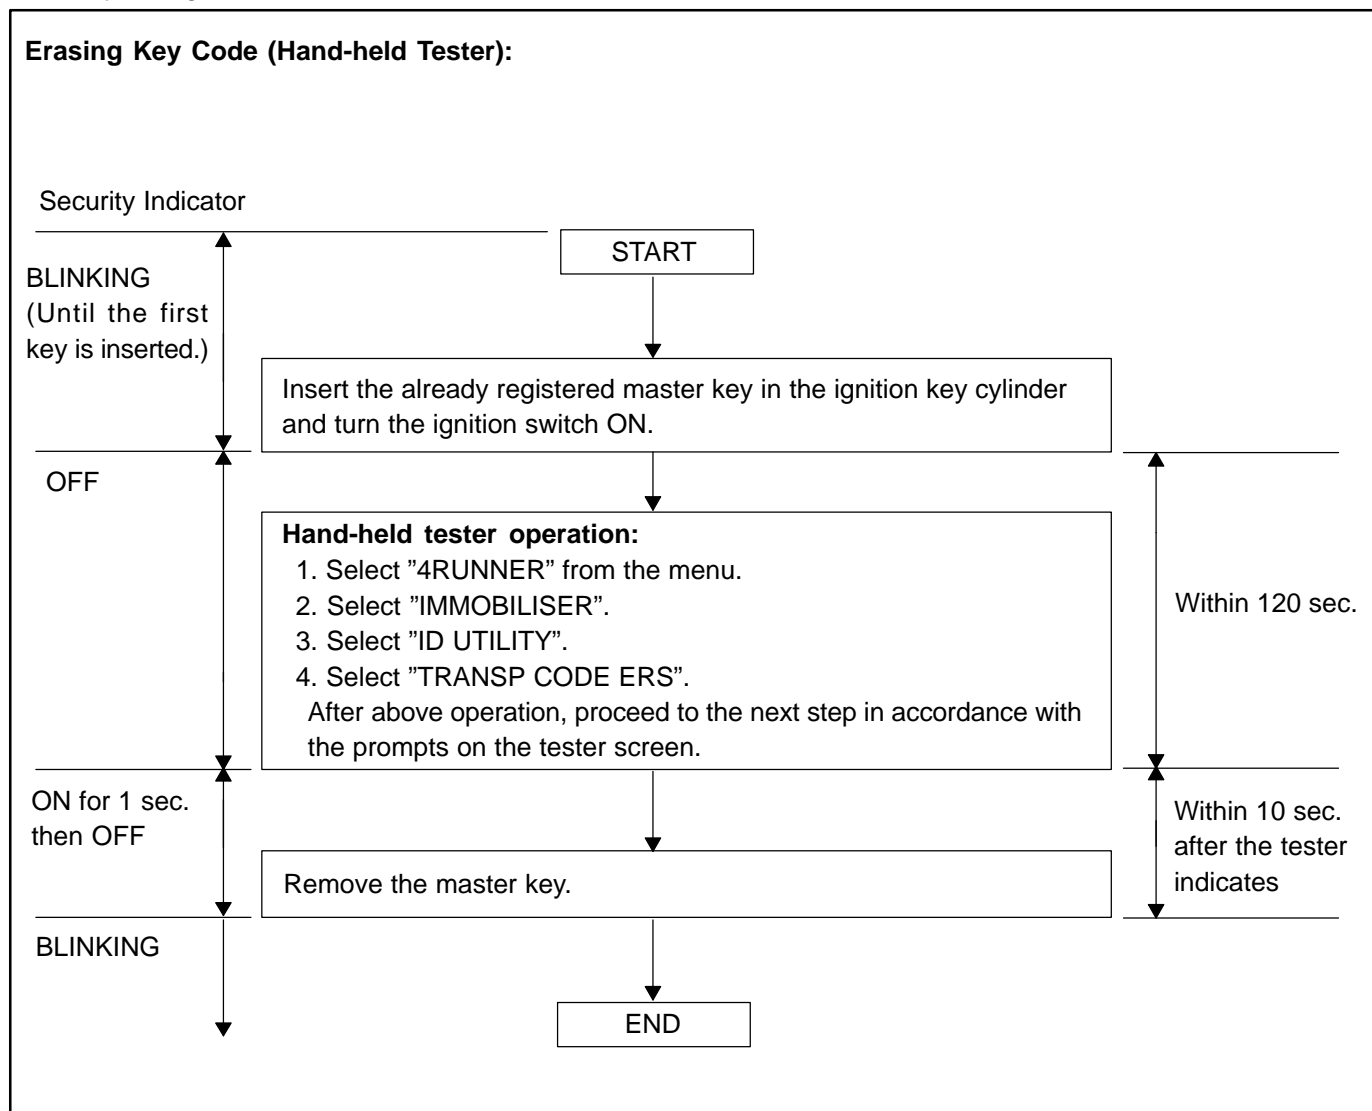 Erasing Key Code (Hand-held Tester):
Security Indicator
START
BLINKING
(Until the first
key is inserted.)
Insert the already registered master key in the ignition key cylinder
and turn the ignition switch ON.
OFF
Hand-held tester operation:
1. Select ”4RUNNER” from the menu.
2. Select ”IMMOBILISER”.
3. Select ”ID UTILITY”.
4. Select ”TRANSP CODE ERS”.
After above operation, proceed to the next step in accordance with
the prompts on the tester screen.
Within 120 sec.
ON for 1 sec.
then OFF
Within 10 sec.
after the tester
indicates
Remove the master key.
BLINKING
END